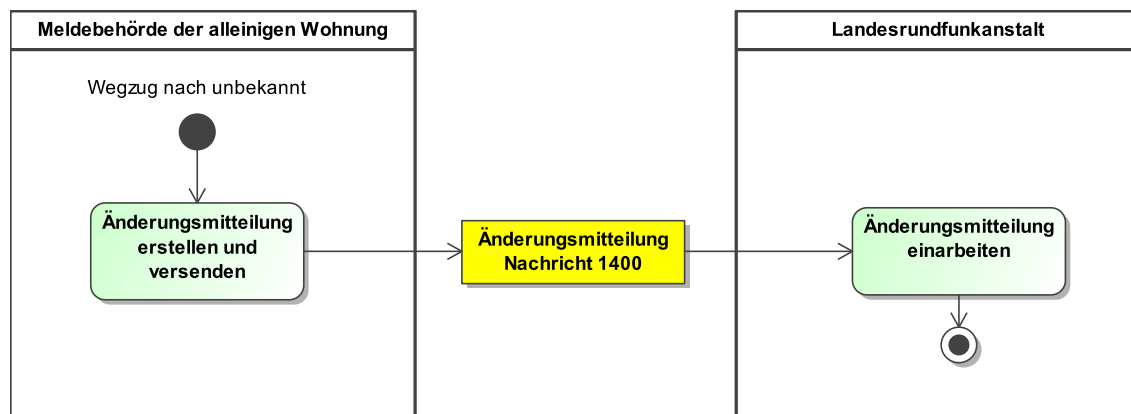 Meldebehörde der alleinigen Wohnung
Landesrundfunkanstalt
Wegzug nach unbekannt
Änderungsmitteilung
erstellen und
versenden
Änderungsmitteilung
Nachricht 1400
Änderungsmitteilung
einarbeiten